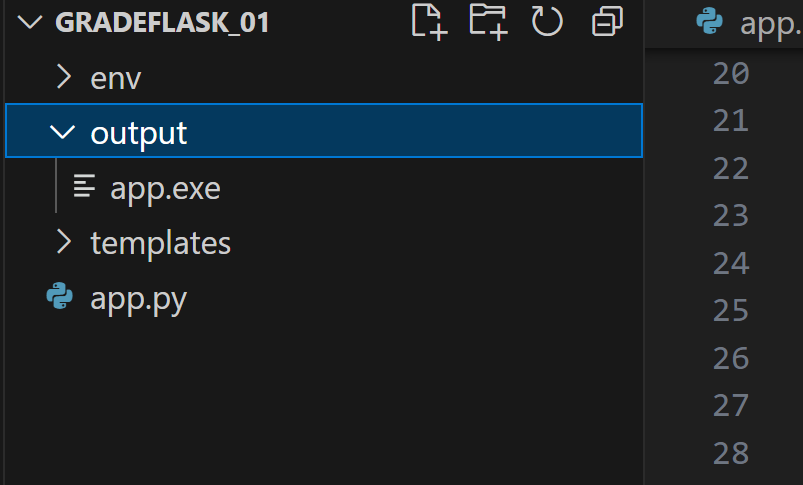 GRADEFLASK_01
env
output
app.exe
templates
app.py
app.
20
21
22
23
24
25
26
27
28